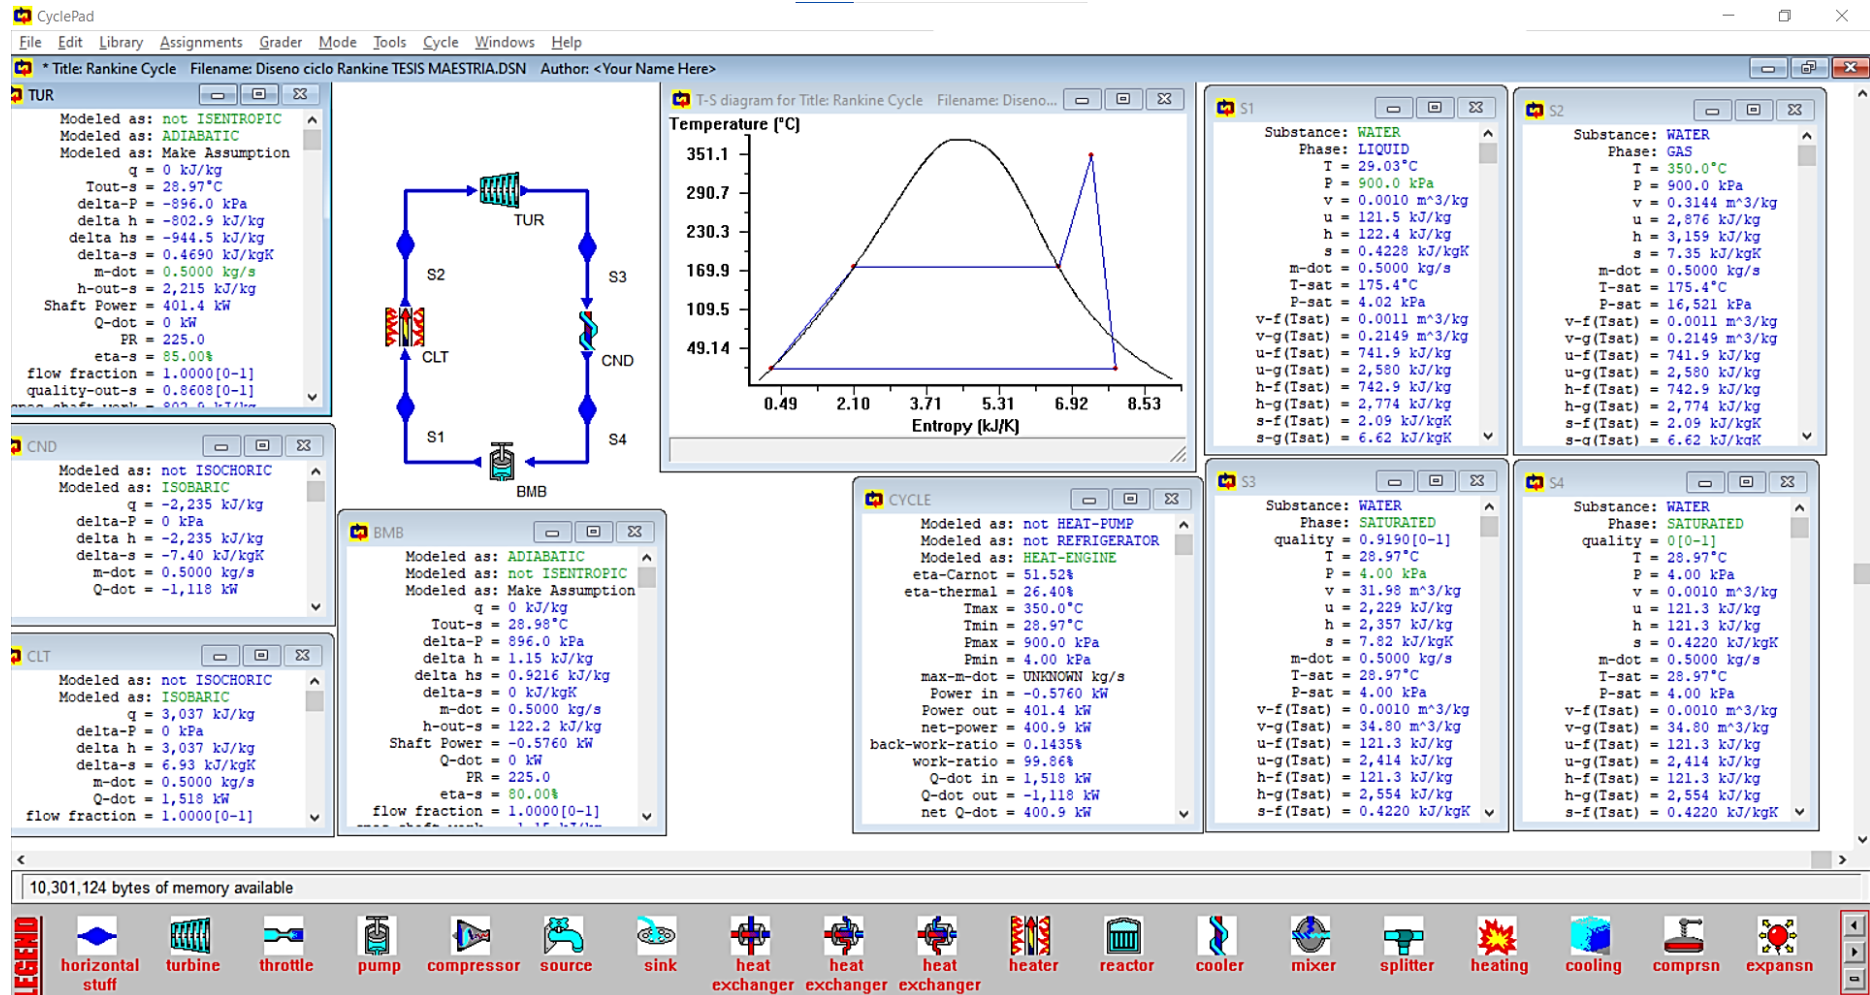 CyclePad
File Edit Library Assignments Grader Mode Tools Cycle Windows Help
* Title: Rankine Cycle Filename: Diseno ciclo Rankine TESIS MAESTRIA.DSN Author: <Your Name Here>
TUR
Modeled as: not ISENTROPIC
Modeled as: ADIABATIC
Modeled as: Make Assumption
q = 0 kJ/kg
Tout-s = 28.97°C
delta-P = -896.0 kPa
delta h = -802.9 kJ/kg
delta hs = -944.5 kJ/kg
delta-s = 0.4690 kJ/kgK
m-dot = 0.5000 kg/s
h-out-s = 2,215 kJ/kg
Shaft Power = 401.4 kW
Q-dot = 0 kW
PR = 225.0
eta-s = 85.00%
flow fraction = 1.0000[0-1]
quality-out-s = 0.8608[0-1]
CND
Modeled as: not ISOCHORIC
Modeled as: ISOBARIC
q = -2,235 kJ/kg
delta-P = 0 kPa
delta h = -2,235 kJ/kg
delta-s = -7.40 kJ/kgK
m-dot = 0.5000 kg/s
Q-dot = -1,118 kW
CLT
Modeled as: not ISOCHORIC
Modeled as: ISOBARIC
q = 3,037 kJ/kg
delta-P = 0 kPa
delta h = 3,037 kJ/kg
delta-s = 6.93 kJ/kgK
m-dot = 0.5000 kg/s
Q-dot = 1,518 kW
flow fraction = 1.0000[0-1]
TUR
S2
S3
CLT
CND
S1
S4
BMB
BMB
Modeled as: ADIABATIC
Modeled as: not ISENTROPIC
Modeled as: Make Assumption
q = 0 kJ/kg
Tout-s = 28.98°C
delta-P = 896.0 kPa
delta h = 1.15 kJ/kg
delta hs = 0.9216 kJ/kg
delta-s = 0 kJ/kgK
m-dot = 0.5000 kg/s
h-out-s = 122.2 kJ/kg
Shaft Power = -0.5760 kW
Q-dot = 0 kW
PR = 225.0
eta-s = 80.00%
flow fraction = 1.0000[0-1]
T-S diagram for Title: Rankine Cycle Filename: Diseno...
Temperature (°C)
351.1
290.7
230.3
169.9
109.5
49.14
0.49 2.10 3.71 5.31 6.92 8.53
Entropy (kJ/K)
CYCLE
Modeled as: not HEAT-PUMP
Modeled as: not REFRIGERATOR
Modeled as: HEAT-ENGINE
eta-Carnot = 51.52%
eta-thermal = 26.40%
Tmax = 350.0°C
Tmin = 28.97°C
Pmax = 900.0 kPa
Pmin = 4.00 kPa
max-m-dot = UNKNOWN kg/s
Power in = -0.5760 kW
Power out = 401.4 kW
net-power = 400.9 kW
back-work-ratio = 0.1435%
work-ratio = 99.86%
Q-dot in = 1,518 kW
Q-dot out = -1,118 kW
net Q-dot = 400.9 kW
S1
Substance: WATER
Phase: LIQUID
T = 29.03°C
P = 900.0 kPa
v = 0.0010 m^3/kg
u = 121.5 kJ/kg
h = 122.4 kJ/kg
s = 0.4228 kJ/kgK
m-dot = 0.5000 kg/s
T-sat = 175.4°C
P-sat = 4.02 kPa
v-f(Tsat) = 0.0011 m^3/kg
v-g(Tsat) = 0.2149 m^3/kg
u-f(Tsat) = 741.9 kJ/kg
u-g(Tsat) = 2,580 kJ/kg
h-f(Tsat) = 742.9 kJ/kg
h-g(Tsat) = 2,774 kJ/kg
s-f(Tsat) = 2.09 kJ/kgK
s-g(Tsat) = 6.62 kJ/kgK
S2
Substance: WATER
Phase: GAS
T = 350.0°C
P = 900.0 kPa
v = 0.3144 m^3/kg
u = 2,876 kJ/kg
h = 3,159 kJ/kg
s = 7.35 kJ/kgK
m-dot = 0.5000 kg/s
T-sat = 175.4°C
P-sat = 16,521 kPa
v-f(Tsat) = 0.0011 m^3/kg
v-g(Tsat) = 0.2149 m^3/kg
u-f(Tsat) = 741.9 kJ/kg
u-g(Tsat) = 2,580 kJ/kg
h-f(Tsat) = 742.9 kJ/kg
h-g(Tsat) = 2,774 kJ/kg
s-f(Tsat) = 2.09 kJ/kgK
s-g(Tsat) = 6.62 kJ/kgK
S3
Substance: WATER
Phase: SATURATED
quality = 0.9190[0-1]
T = 28.97°C
P = 4.00 kPa
v = 31.98 m^3/kg
u = 2,229 kJ/kg
h = 2,357 kJ/kg
s = 7.82 kJ/kgK
m-dot = 0.5000 kg/s
T-sat = 28.97°C
P-sat = 4.00 kPa
v-f(Tsat) = 0.0010 m^3/kg
v-g(Tsat) = 34.80 m^3/kg
u-f(Tsat) = 121.3 kJ/kg
u-g(Tsat) = 2,414 kJ/kg
h-f(Tsat) = 121.3 kJ/kg
h-g(Tsat) = 2,554 kJ/kg
s-f(Tsat) = 0.4220 kJ/kgK
S4
Substance: WATER
Phase: SATURATED
quality = 0[0-1]
T = 28.97°C
P = 4.00 kPa
v = 0.0010 m^3/kg
u = 121.3 kJ/kg
h = 121.3 kJ/kg
s = 0.4220 kJ/kgK
m-dot = 0.5000 kg/s
T-sat = 28.97°C
P-sat = 4.00 kPa
v-f(Tsat) = 0.0010 m^3/kg
v-g(Tsat) = 34.80 m^3/kg
u-f(Tsat) = 121.3 kJ/kg
u-g(Tsat) = 2,414 kJ/kg
h-f(Tsat) = 121.3 kJ/kg
h-g(Tsat) = 2,554 kJ/kg
s-f(Tsat) = 0.4220 kJ/kgK
10,301,124 bytes of memory available
LEGEND
horizontal stuff
turbine
throttle
pump
compressor
source
sink
heat exchanger
heat exchanger
heat exchanger
heater
reactor
cooler
mixer
splitter
heating
cooling
comprsn
expansn